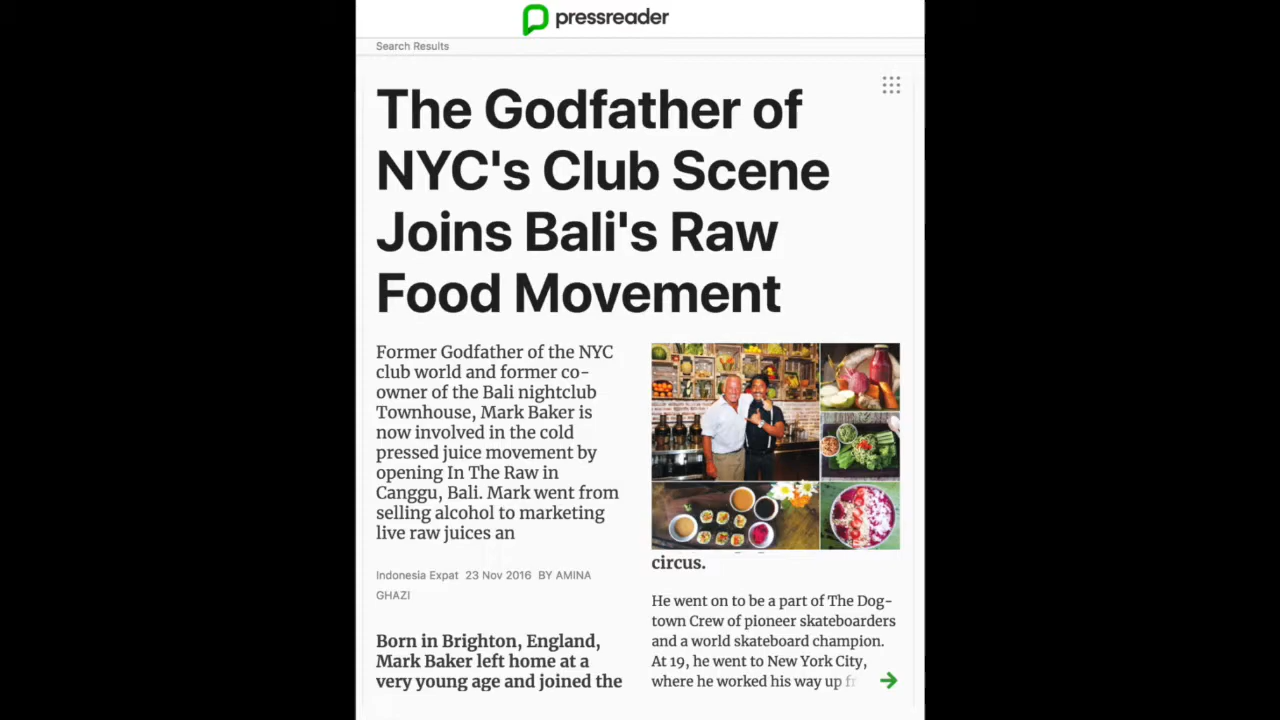 pressreader
Search Results
The Godfather of
NYC's Club Scene
Joins Bali's Raw
Food Movement
Former Godfather of the NYC
club world and former co-
owner of the Bali nightclub
Townhouse, Mark Baker is
now involved in the cold
pressed juice movement by
opening In The Raw in
Canggu, Bali. Mark went from
selling alcohol to marketing
live raw juices an
Indonesia Expat 23 Nov 2016 BY AMINA
GHAZI
Born in Brighton, England,
Mark Baker left home at a
very young age and joined the
circus.
He went on to be a part of The Dog-
town Crew of pioneer skateboarders
and a world skateboard champion.
At 19, he went to New York City,
where he worked his way up fr